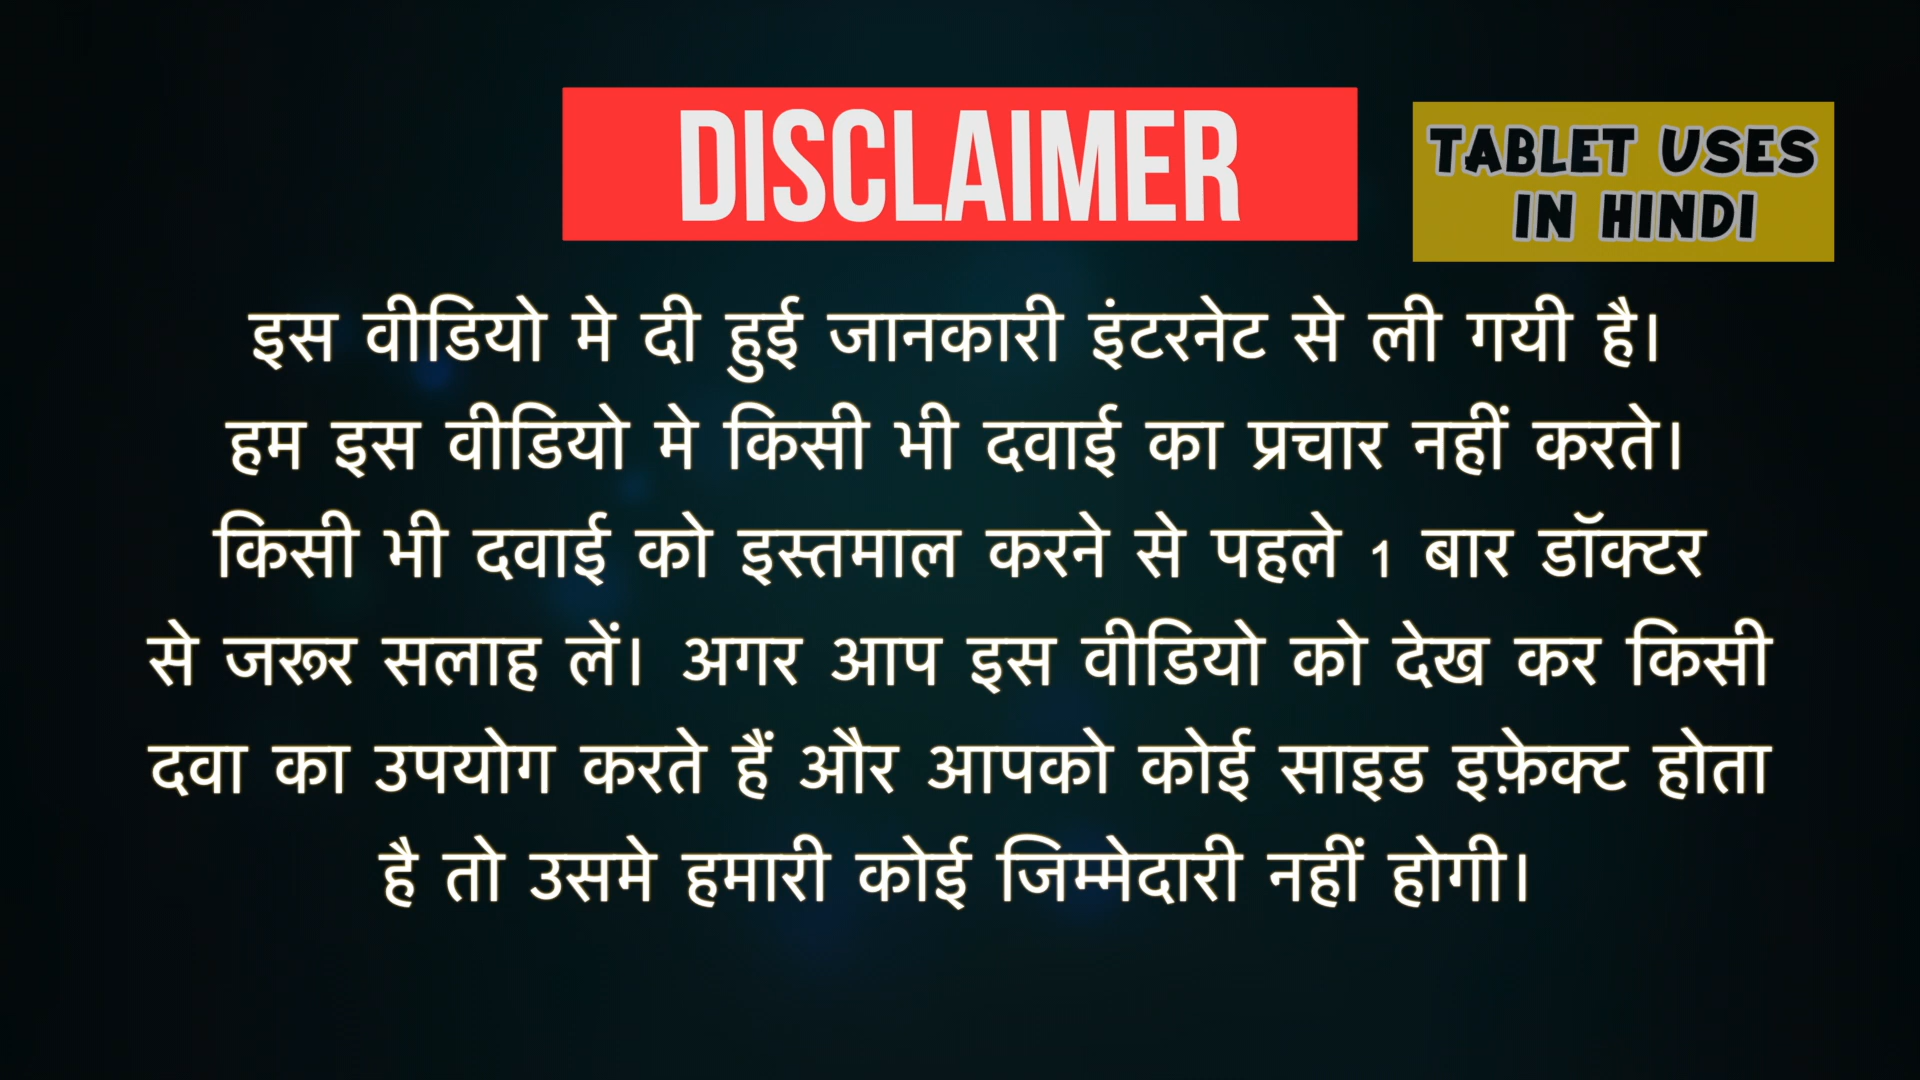 DISCLAIMER
TABLET USES
IN HINDI
इस वीडियो मे दी हुई जानकारी इंटरनेट से ली गयी है।
हम इस वीडियो मे किसी भी दवाई का प्रचार नहीं करते।
किसी भी दवाई को इस्तमाल करने से पहले 1 बार डॉक्टर
से जरूर सलाह लें। अगर आप इस वीडियो को देख कर किसी
दवा का उपयोग करते हैं और आपको कोई साइड इफ़ेक्ट होता
है तो उसमे हमारी कोई जिम्मेदारी नहीं होगी।